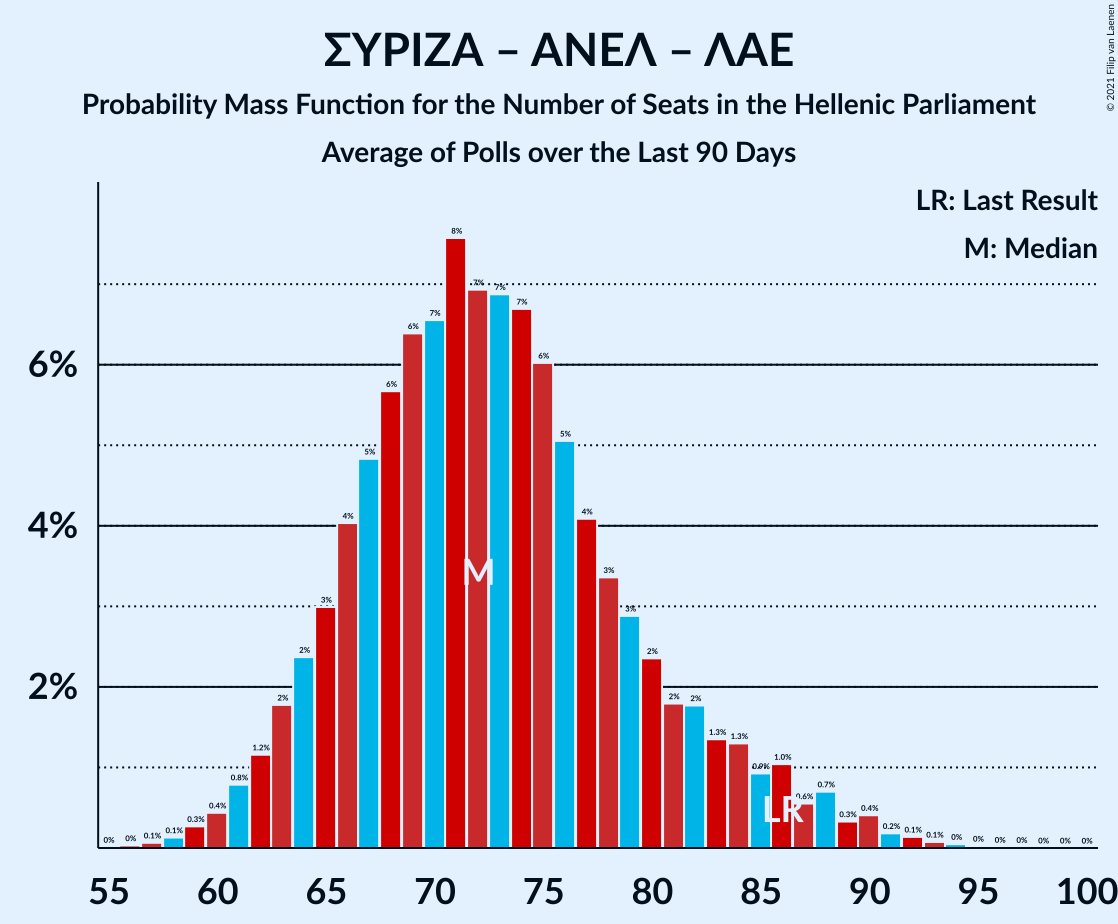 ΣΥΡΙΖΑ – ΑΝΕΛ – ΛΑΕ
Probability Mass Function for the Number of Seats in the Hellenic Parliament
Average of Polls over the Last 90 Days
© 2021 Filip van Laenen
LR: Last Result
M: Median
6%
4%
2%
0% 0% 0.1% 0.1% 0.3% 0.4% 0.8% 1.2% 2% 2% 3% 4% 5% 6% 6% 7% 8% 7% 7% 7% 6% 5% 4% 3% 3% 2% 2% 2% 1.3% 1.3% 0.9% 1.0% 0.6% 0.7% 0.3% 0.4% 0.2% 0.1% 0.1% 0% 0% 0% 0% 0% 0% 0%
M
LR
55 60 65 70 75 80 85 90 95 100